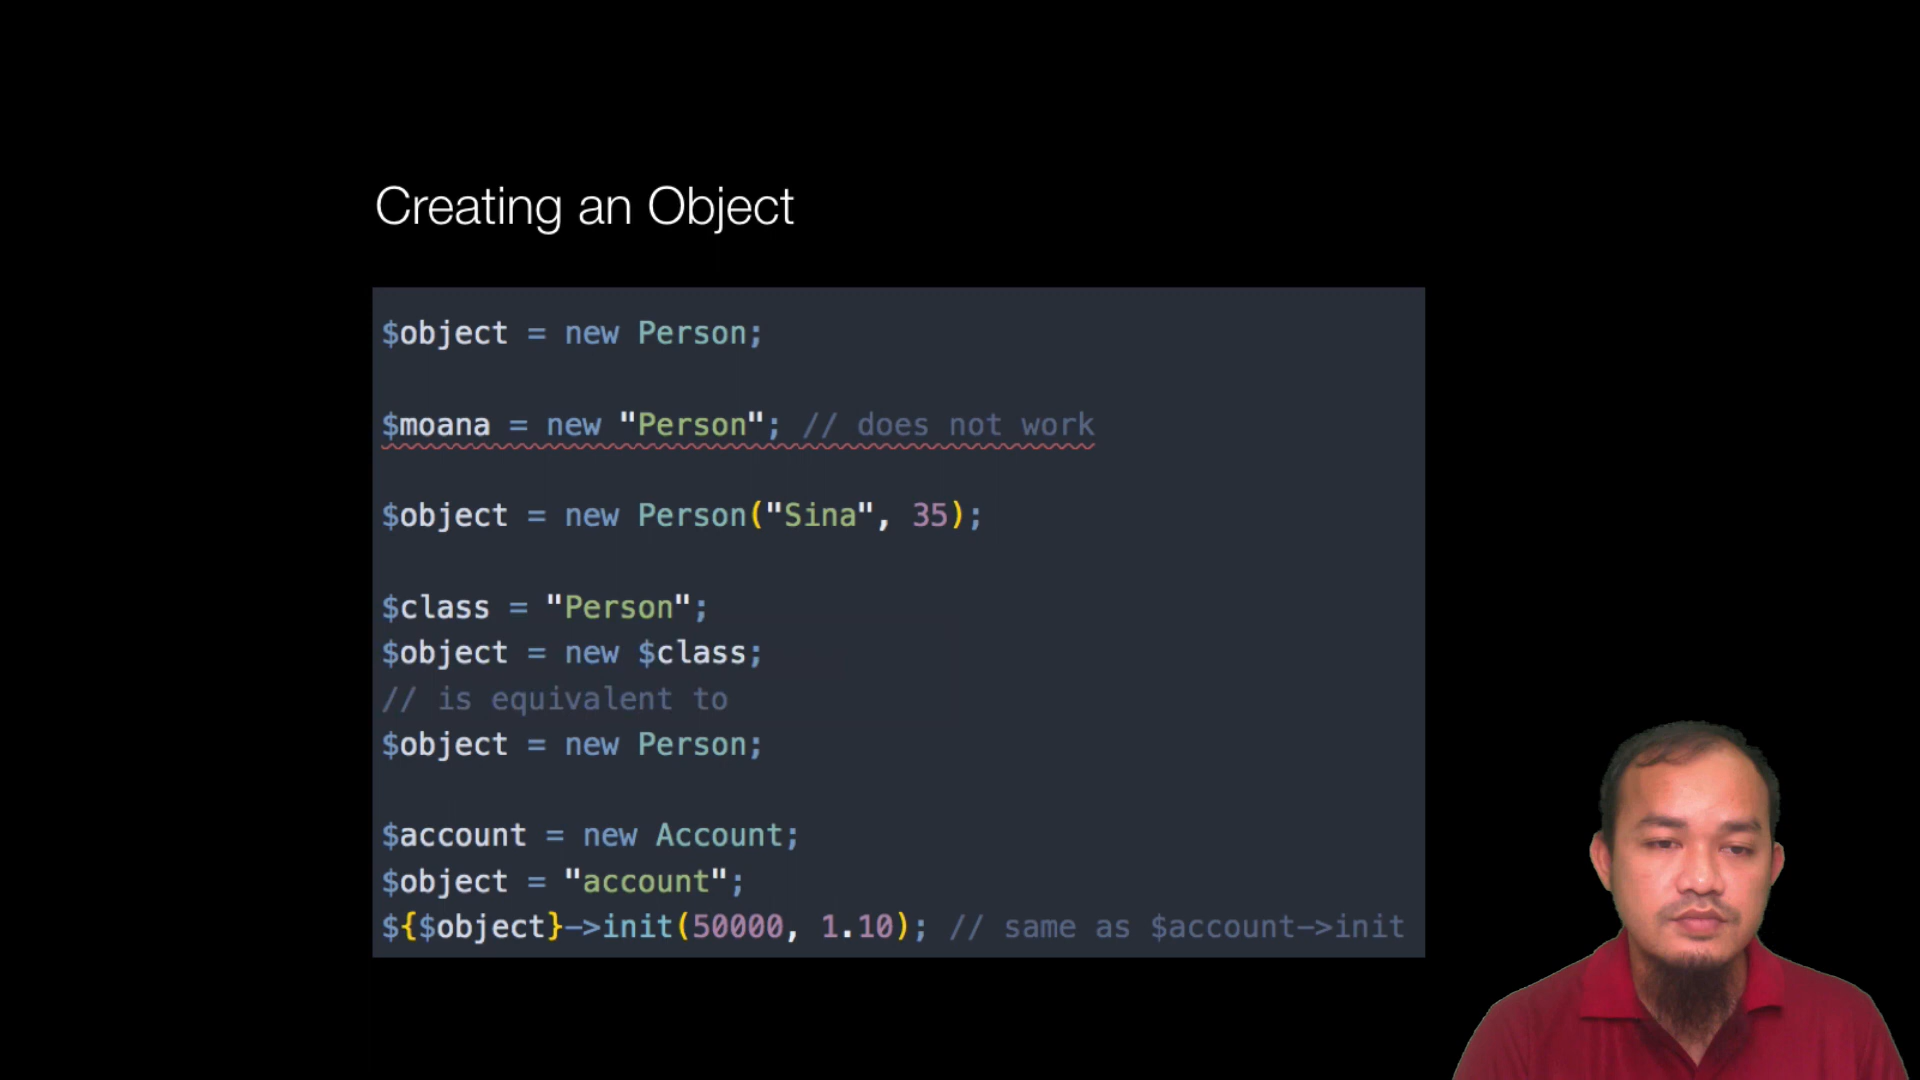 Creating an Object
$object = new Person;
$moana = new "Person"; // does not work
$object = new Person("Sina", 35);
$class = "Person";
$object = new $class;
// is equivalent to
$object = new Person;
$account = new Account;
$object = "account";
${$object}->init(50000, 1.10); // same as $account->init